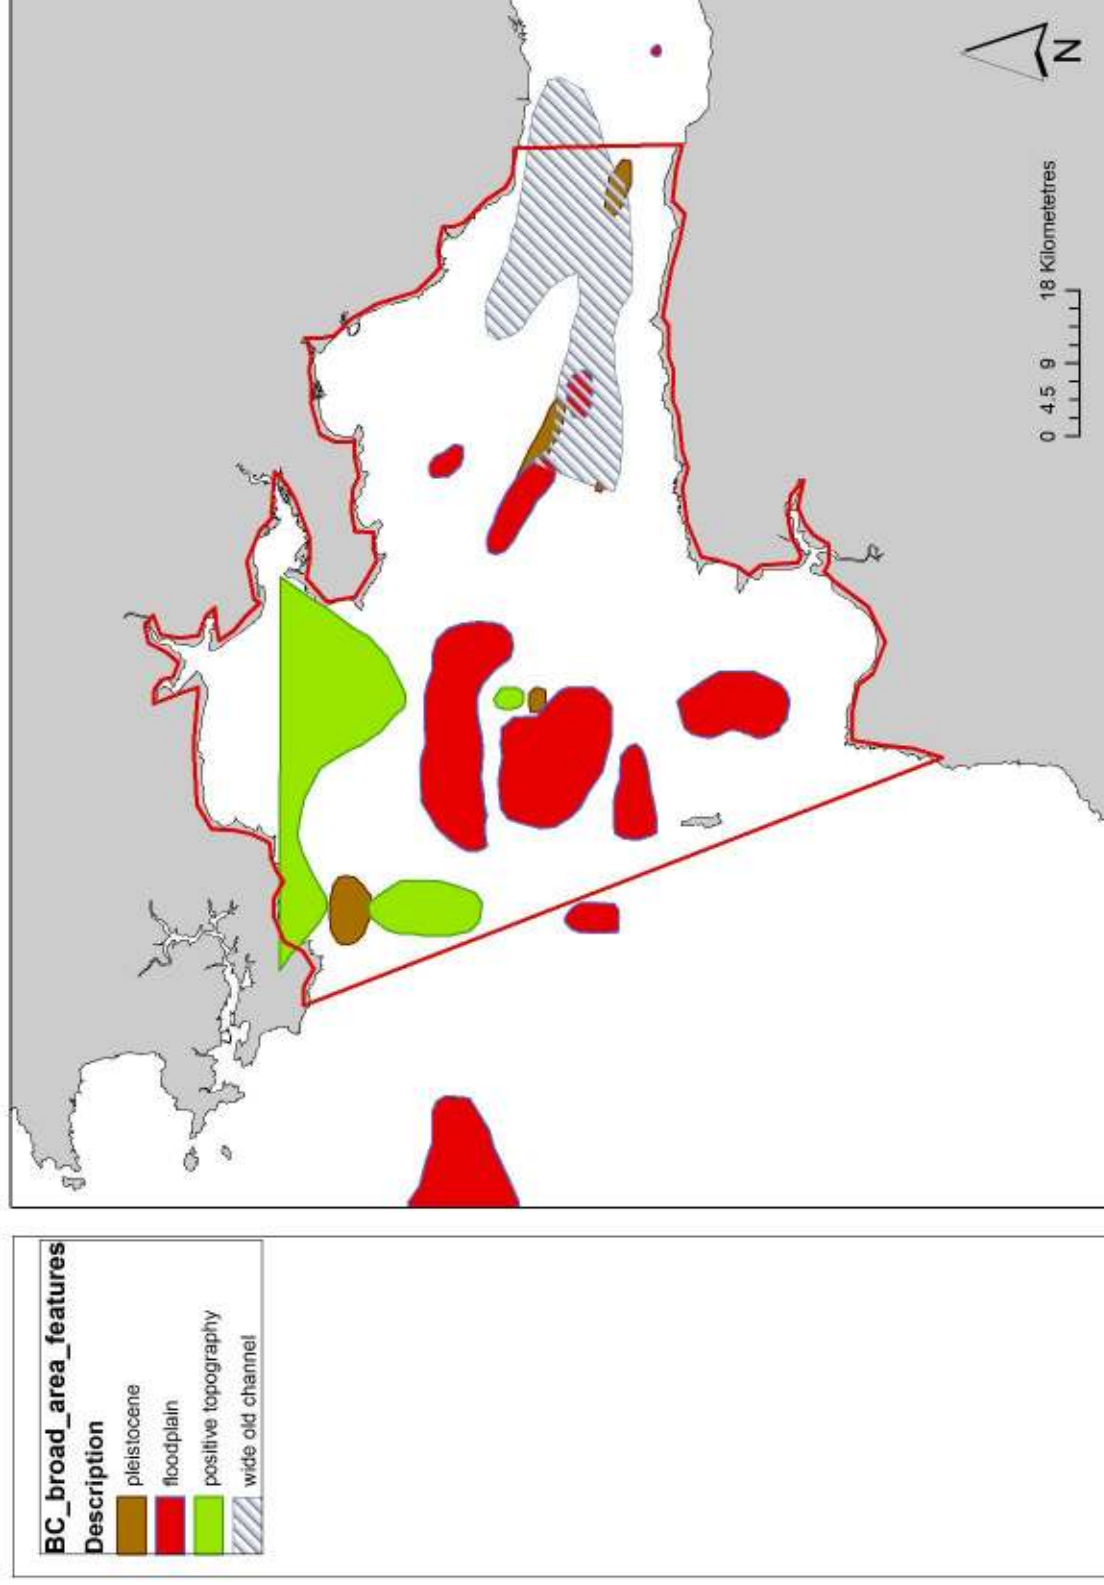 BC_broad_area_features
Description
pleistocene
floodplain
positive topography
wide old channel
0 4.5 9 18 Kilometetres
N